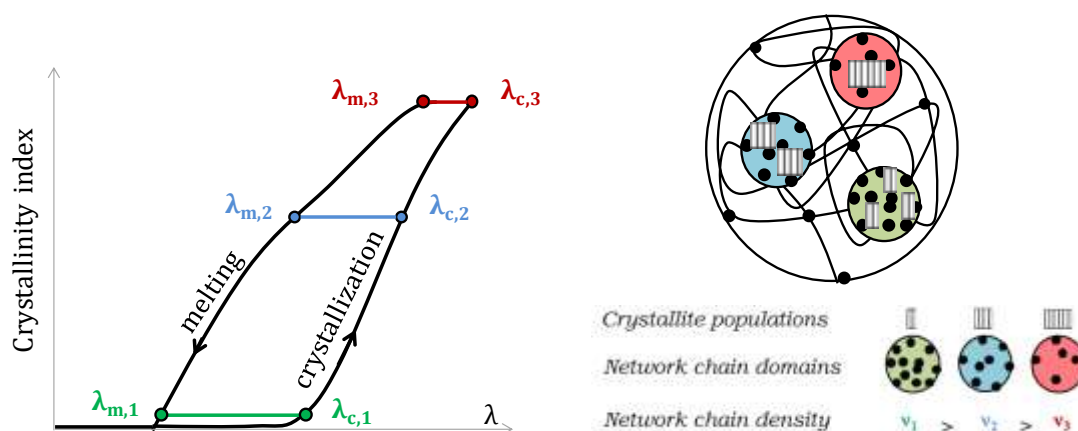 λm,3
λc,3
Crystallinity index
λm,2
λc,2
melting
crystallization
λm,1
λc,1
λ
Crystallite populations
Network chain domains
Network chain density
ν1 > ν2 > ν3